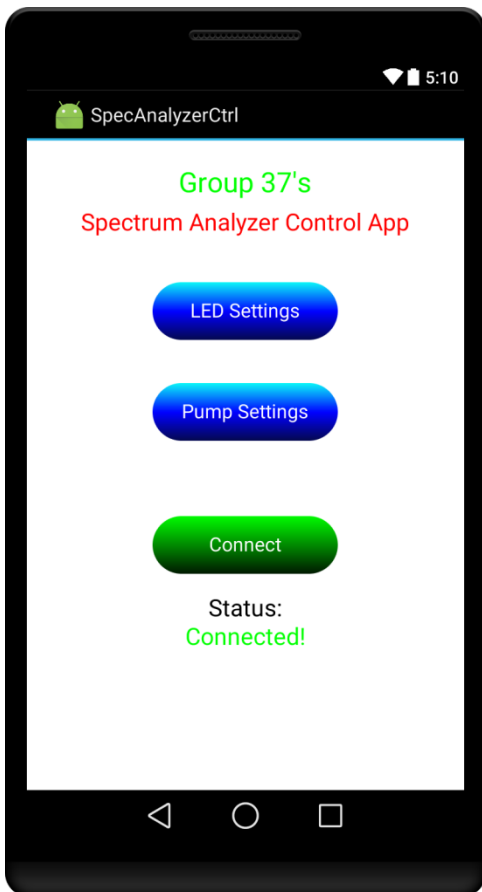 5:10
SpecAnalyzerCtrl
Group 37's
Spectrum Analyzer Control App
LED Settings
Pump Settings
Connect
Status:
Connected!